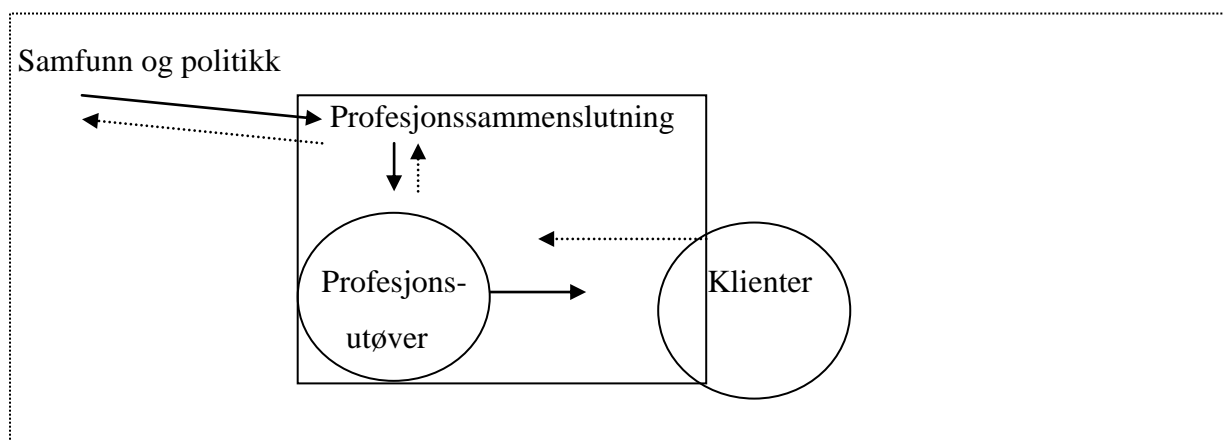 Samfunn og politikk
Profesjonssammenslutning
Profesjons-
utøver
Klienter